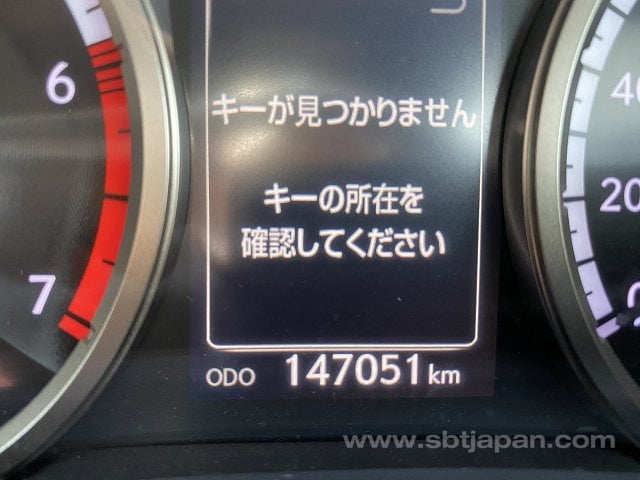 6
7
キーが見つかりません
キーの所在を
確認してください
ODO 147051 km
20
www.sbtjapan.com